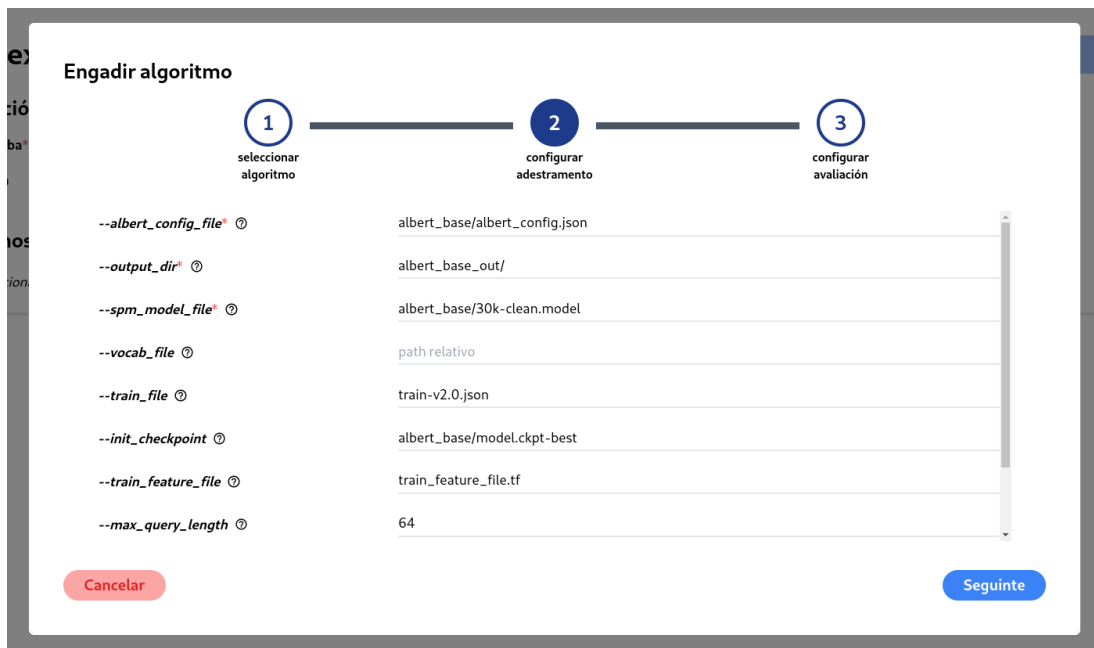 Engadir algoritmo
1
2
3
seleccionar
algoritmo
configurar
adestramento
configurar
avaliación
--albert_config_file*
albert_base/albert_config.json
--output_dir*
albert_base_out/
--spm_model_file*
albert_base/30k-clean.model
--vocab_file
path relativo
--train_file
train-v2.0.json
--init_checkpoint
albert_base/model.ckpt-best
--train_feature_file
train_feature_file.tf
--max_query_length
64
Cancelar
Seguinte